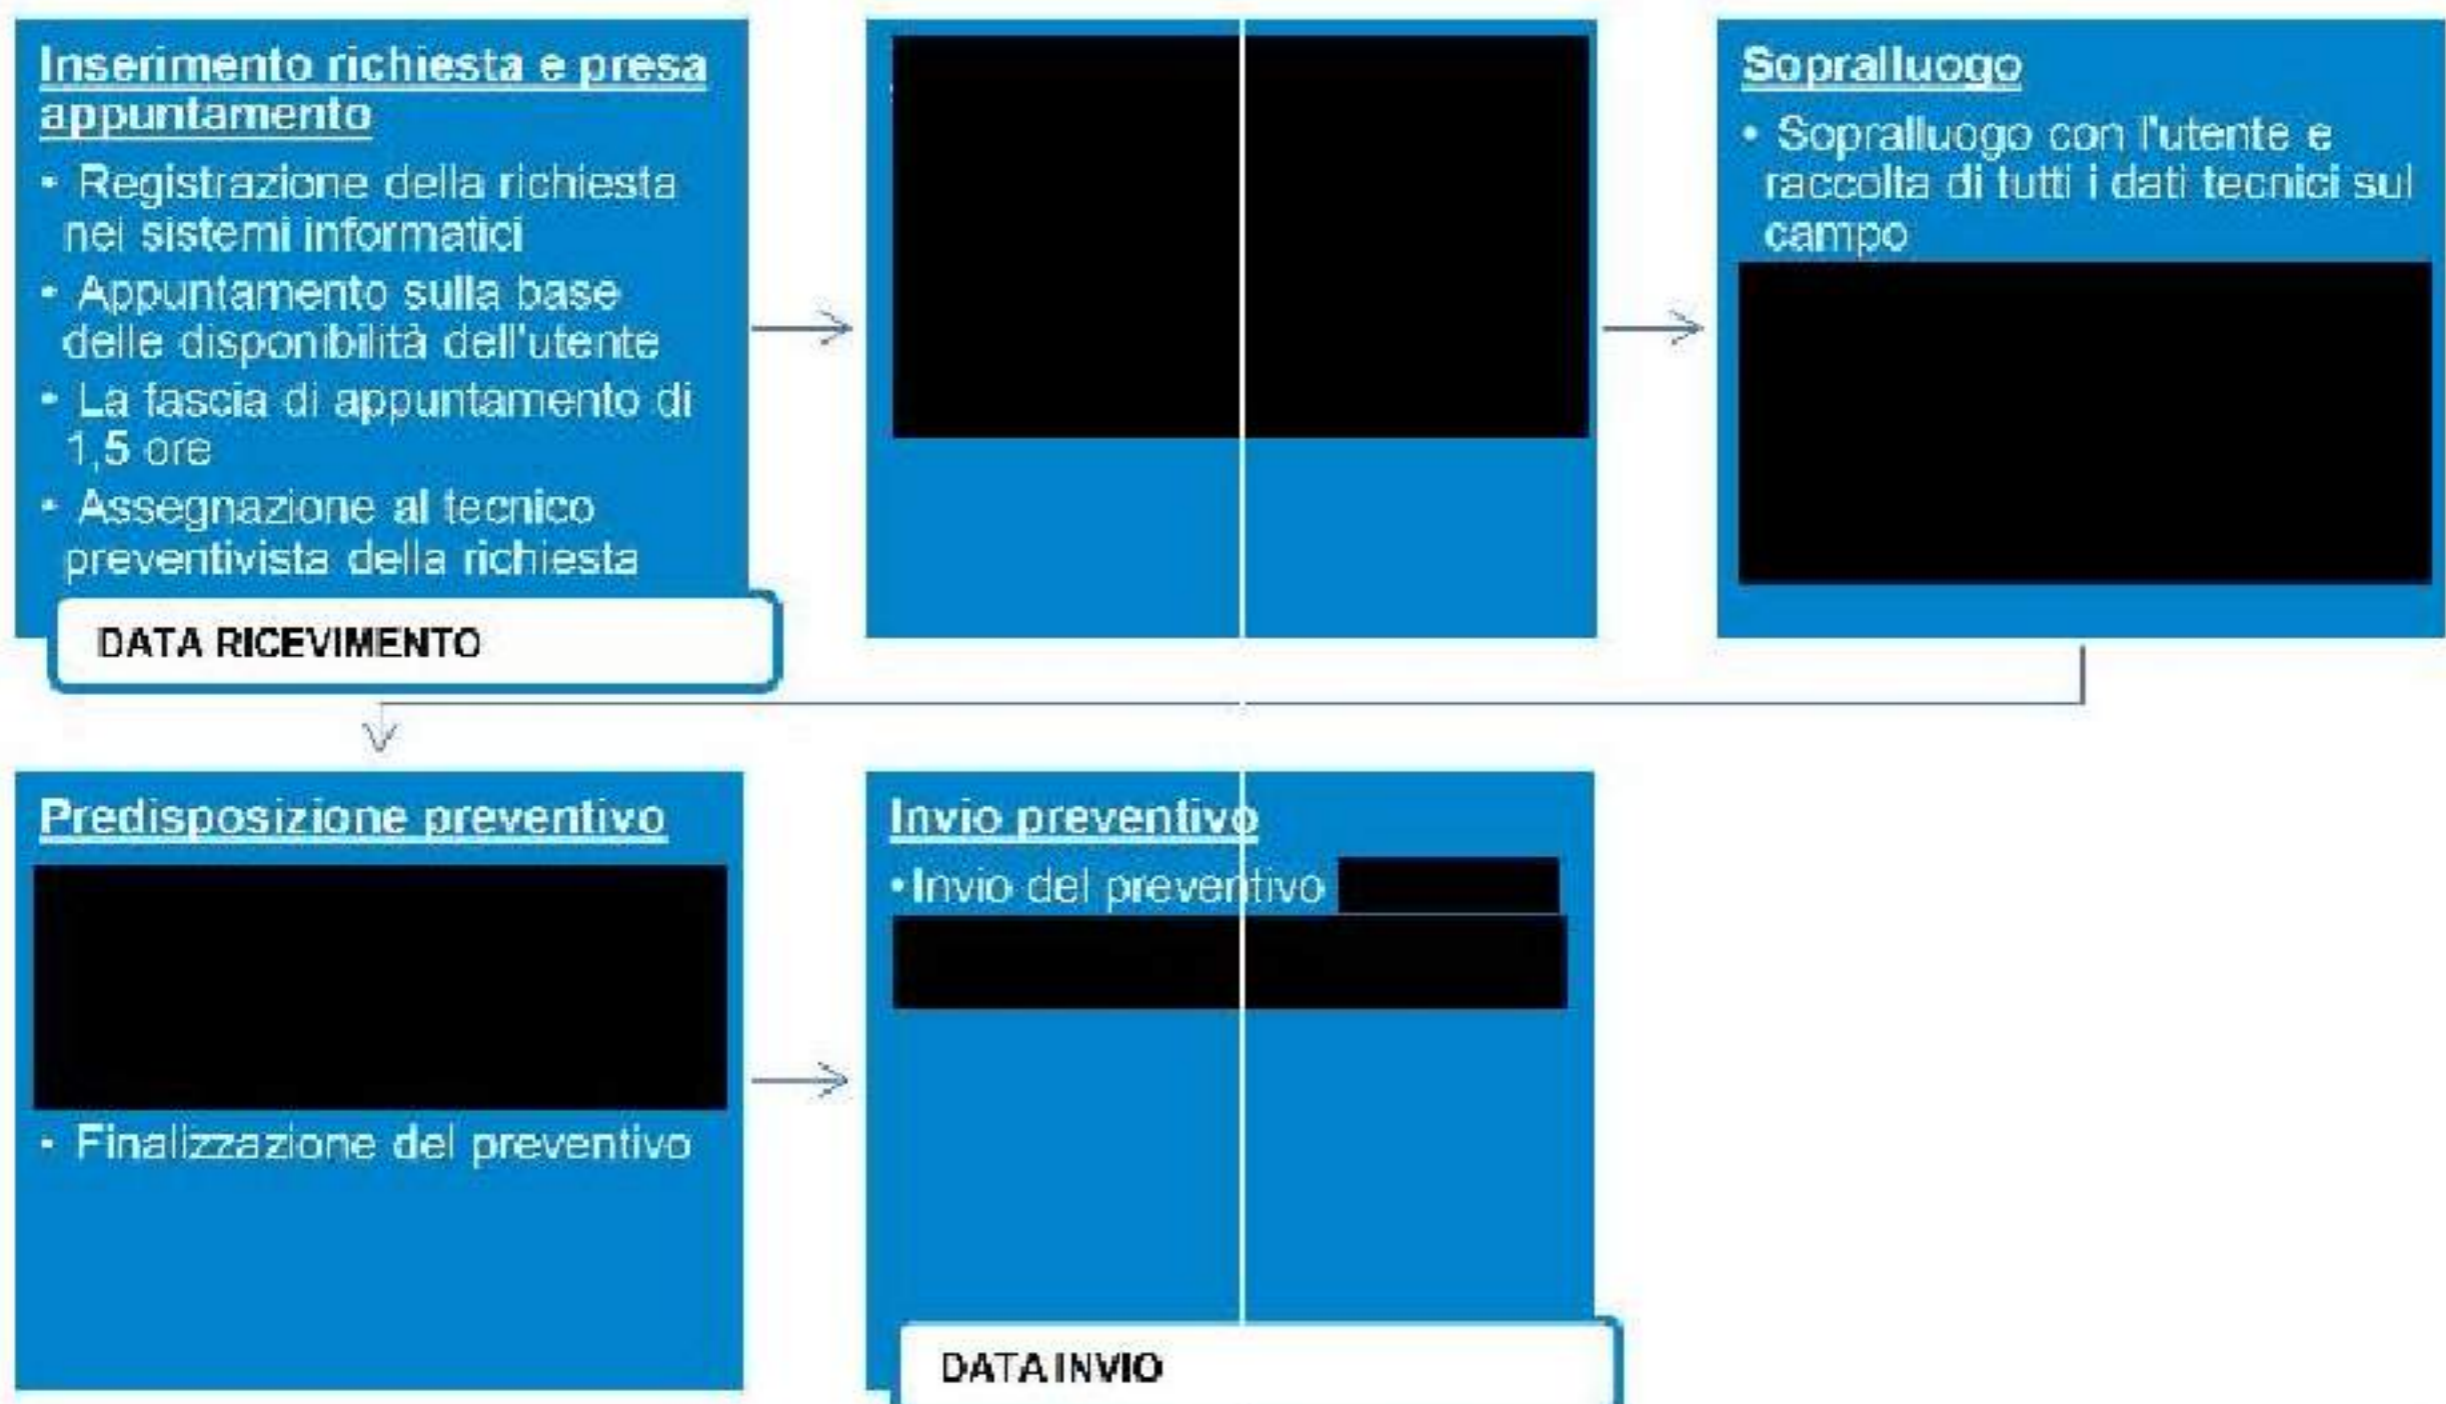 Inserimento richiesta e presa
appuntamento
• Registrazione della richiesta
nei sistemi informatici
• Appuntamento sulla base
delle disponibilità dell'utente
• La fascia di appuntamento di
1,5 ore
• Assegnazione al tecnico
preventivista della richiesta
DATA RICEVIMENTO
Sopralluogo
• Sopralluogo con l'utente e
raccolta di tutti i dati tecnici sul
campo
Predisposizione preventivo
• Finalizzazione del preventivo
Invio preventivo
•Invio del preventivo
DATA INVIO